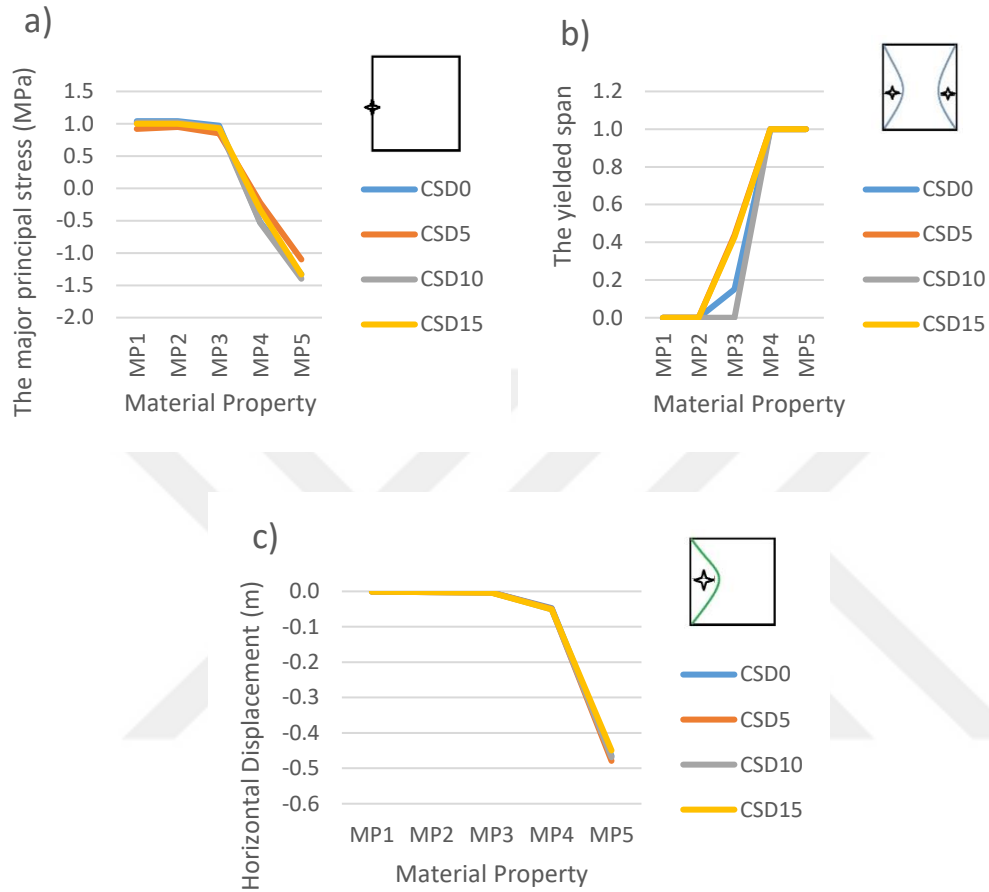 a)
The major principal stress (MPa)
1.5
1.0
0.5
0.0
-0.5
-1.0
-1.5
-2.0
MP1
MP2
MP3
MP4
MP5
Material Property
CSD0
CSD5
CSD10
CSD15
b)
The yielded span
1.2
1.0
0.8
0.6
0.4
0.2
0.0
MP1
MP2
MP3
MP4
MP5
Material Property
CSD0
CSD5
CSD10
CSD15
c)
Horizontal Displacement (m)
0.0
-0.1
-0.2
-0.3
-0.4
-0.5
-0.6
MP1 MP2 MP3 MP4 MP5
Material Property
CSD0
CSD5
CSD10
CSD15